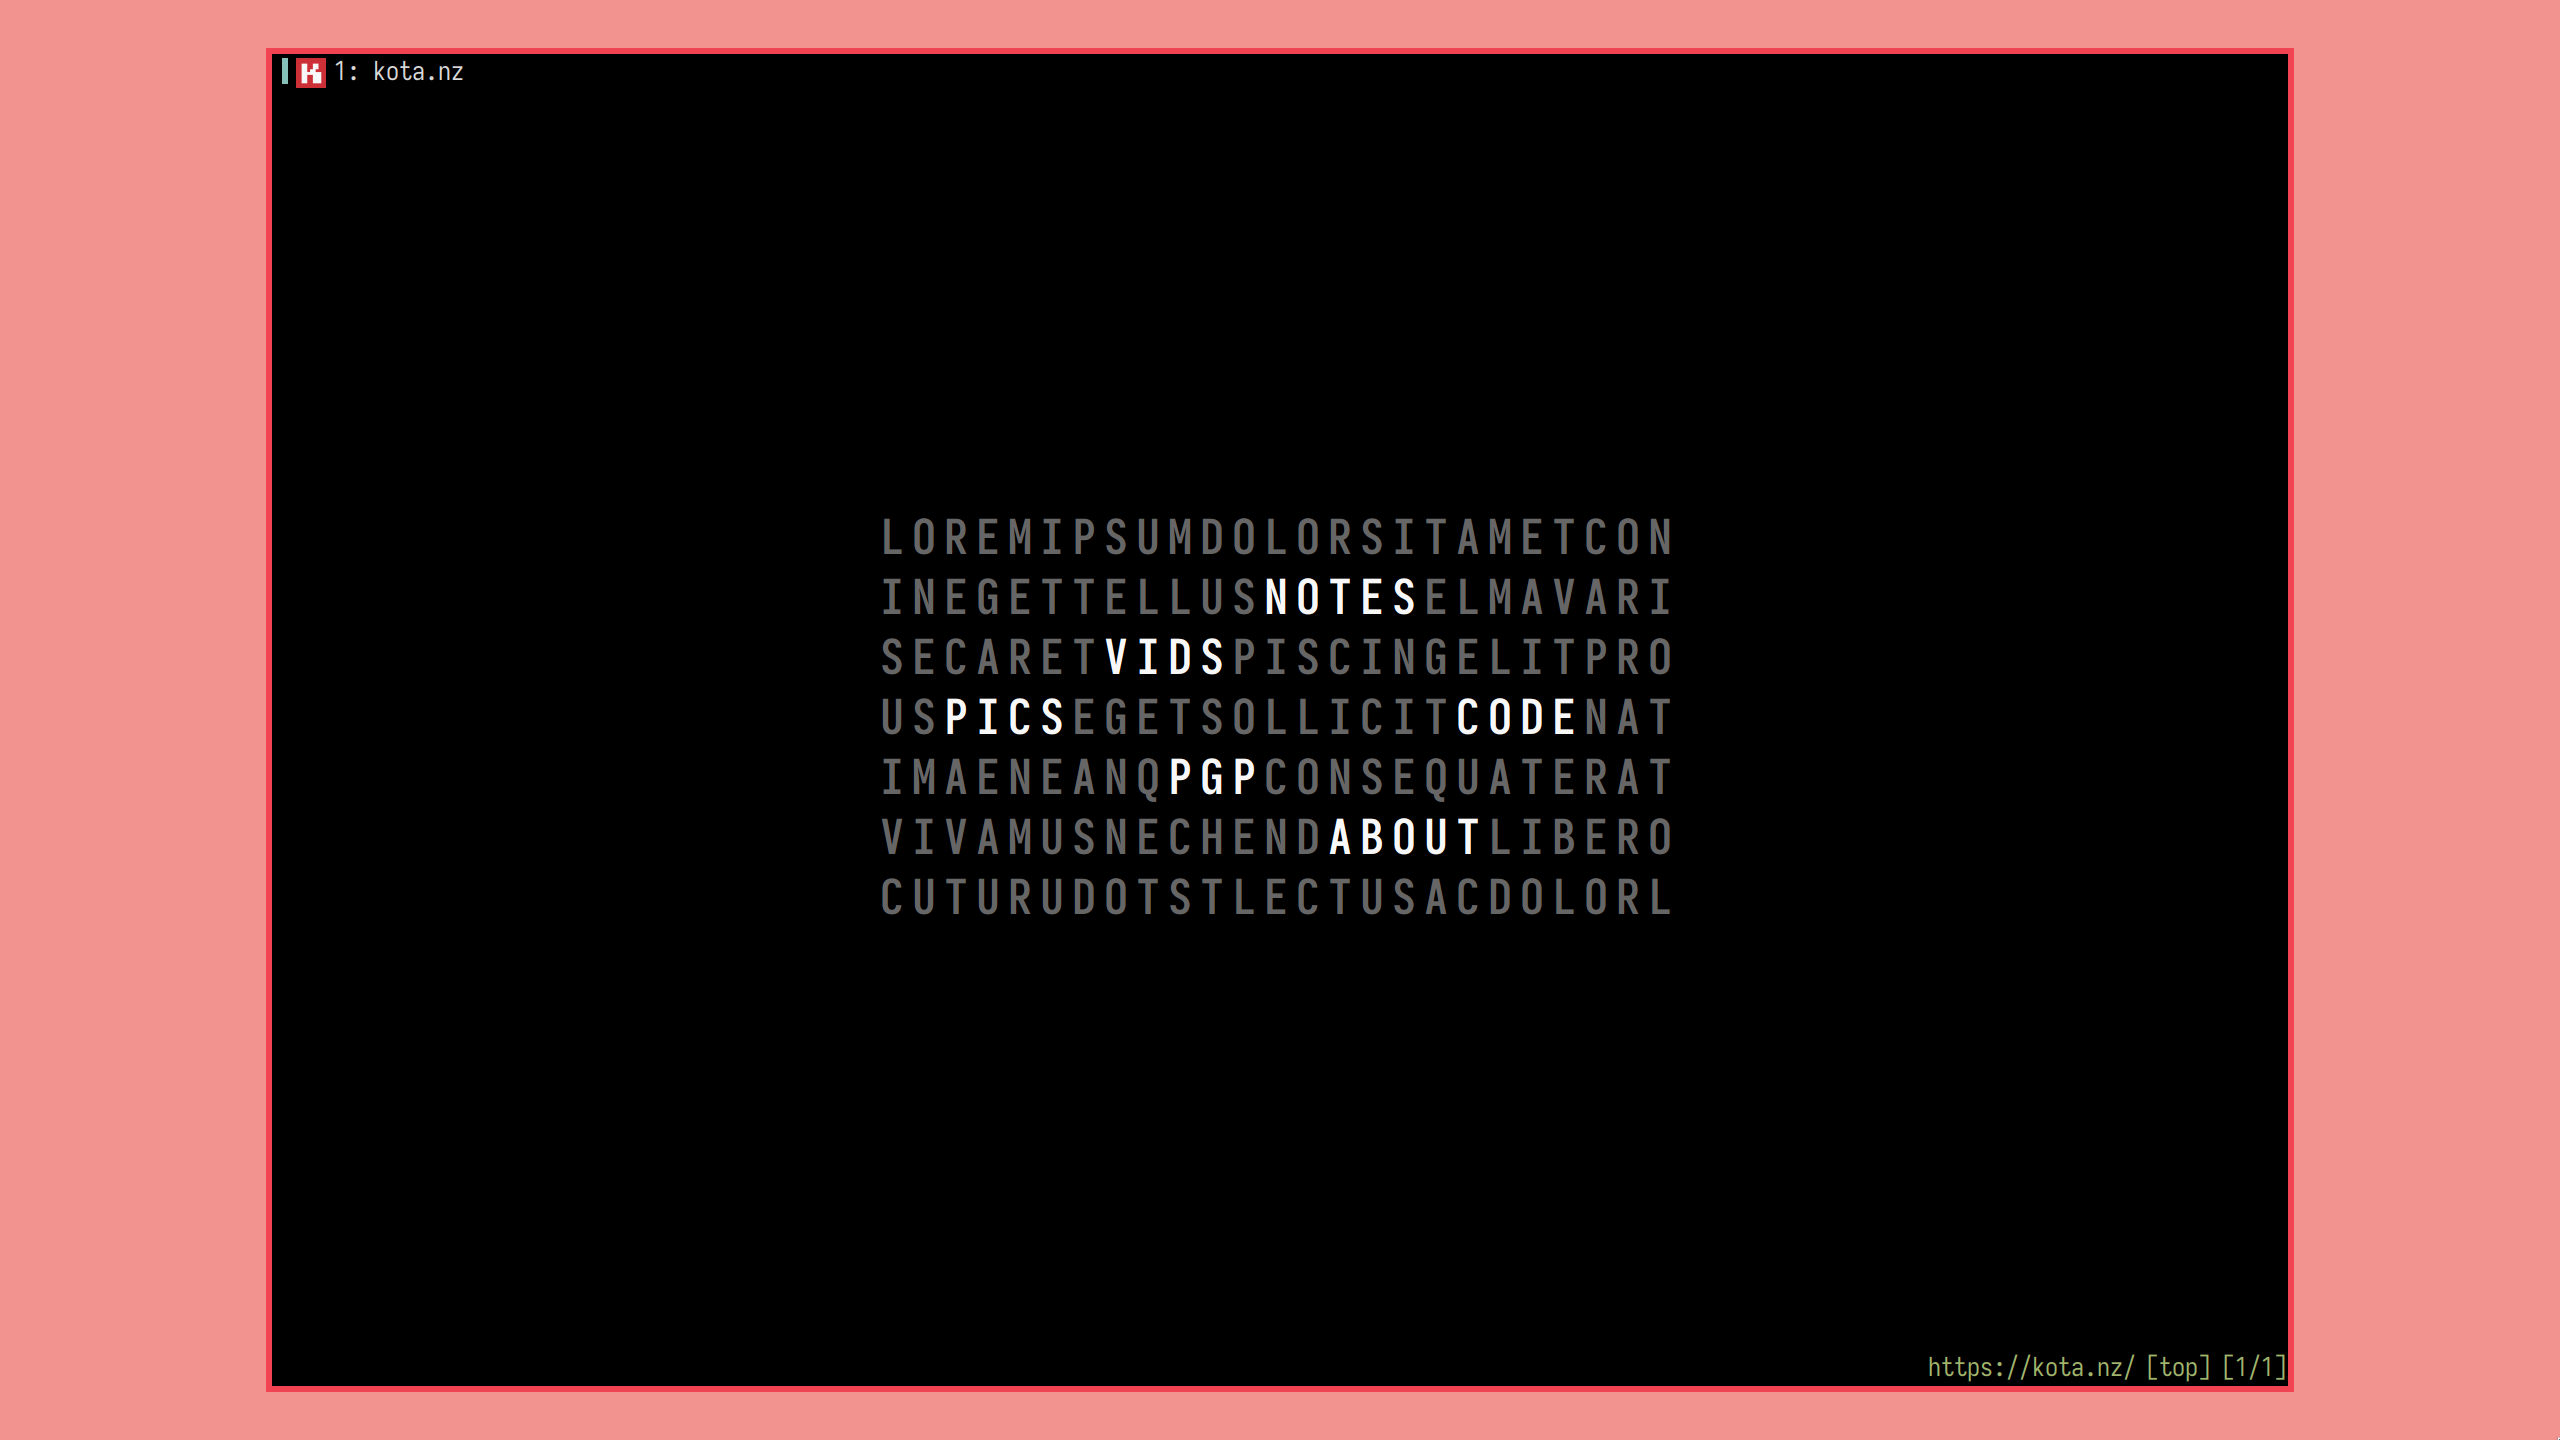 K 1: kota.nz
LOREMIPSUMDOLORSITAMETCON
INEGETTELLUSNOTESELMAVARI
SECARETVIDSPISCINGELITPRO
USPICSEGETSOLLICITCODENAT
IMAENEANQPGPCONSEQUATERAT
VIVAMUSNECHENDABOUTLIBERO
CUTURUDOTSTLECTUSACDOLORL
https://kota.nz/ [top] [1/1]